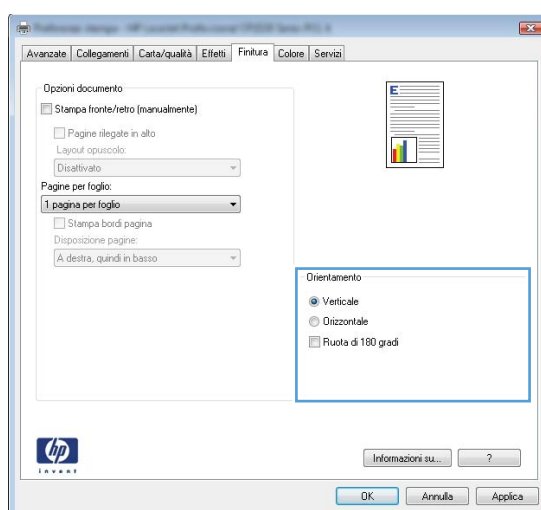 Avanzate Collegamenti Carta/qualità Effetti Finitura Colore Servizi
Opzioni documento
Stampa fronte/retro (manualmente)
Pagine rilegate in alto
Layout opuscolo:
Disattivato
Pagine per foglio:
1 pagina per foglio
Stampa bordi pagina
Disposizione pagine:
A destra, quindi in basso
E
Orientamento
Verticale
Orizzontale
Ruota di 180 gradi
hp
invent
Informazioni su... ?
OK Annulla Applica